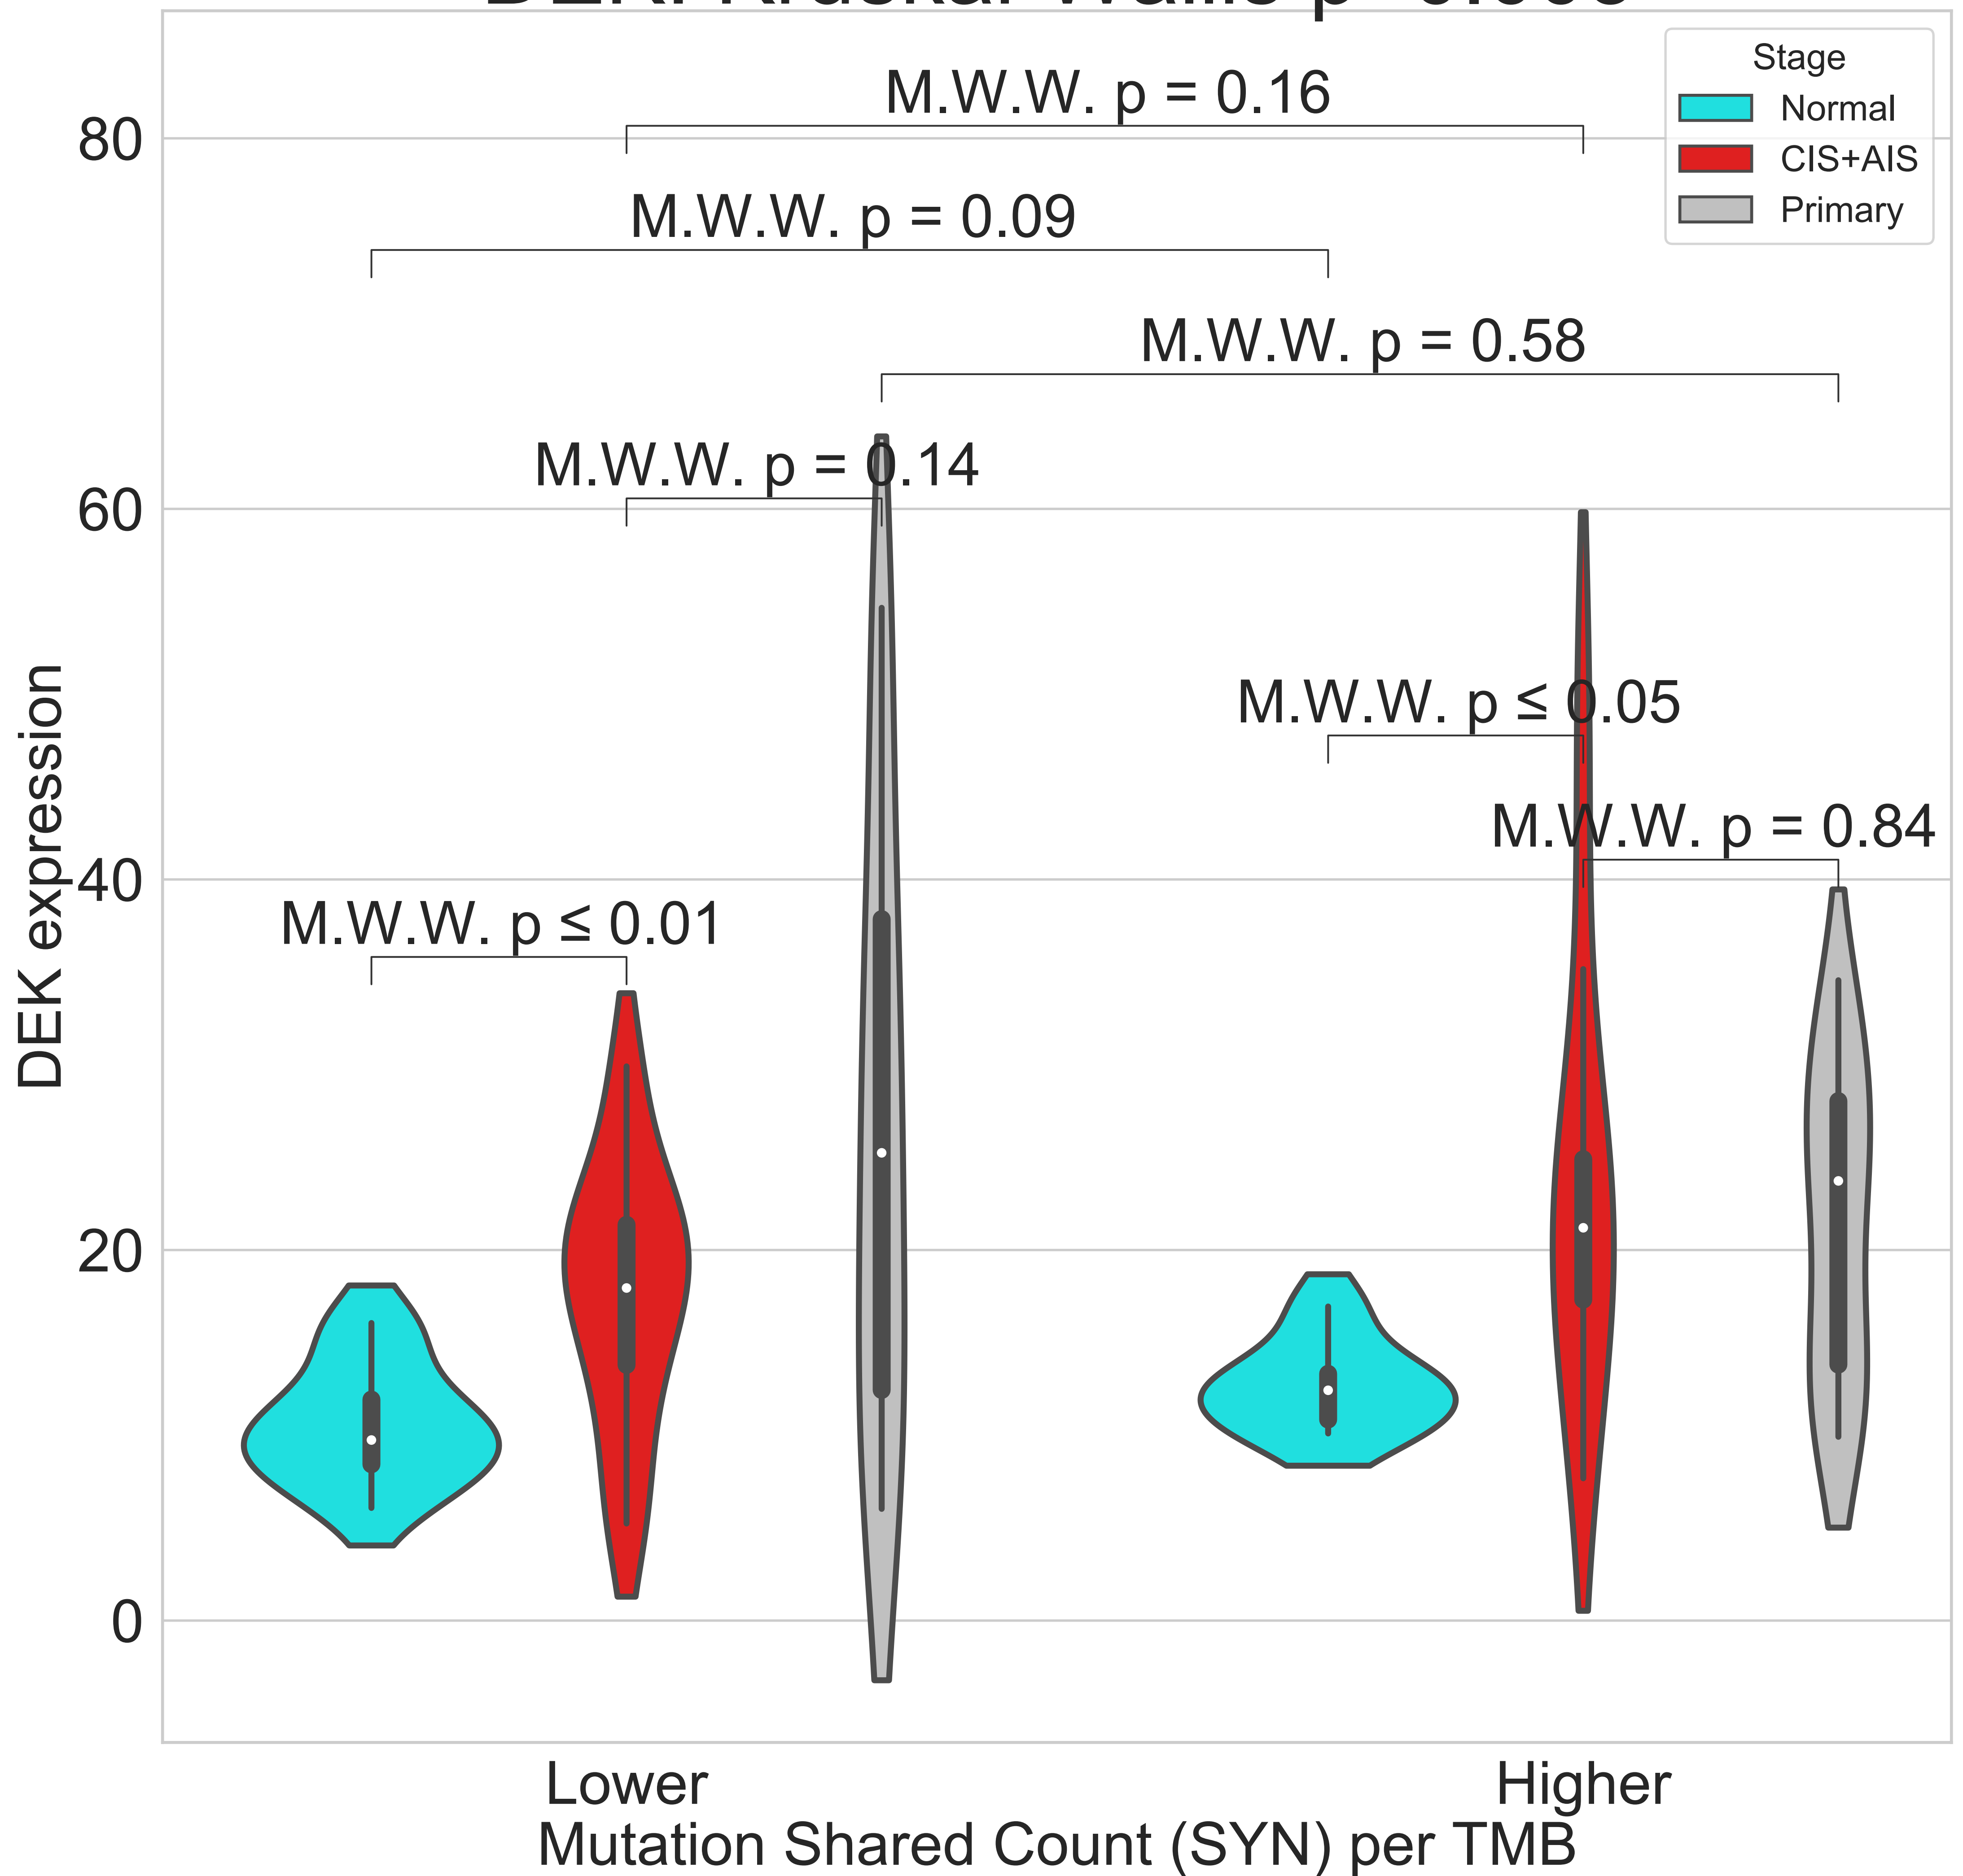 Stage
Normal
CIS+AIS
Primary
M.W.W. p = 0.16
M.W.W. p = 0.09
M.W.W. p = 0.58
M.W.W. p = 0.14
M.W.W. p ≤ 0.05
M.W.W. p = 0.84
M.W.W. p ≤ 0.01
80
60
40
20
0
DEK expression
Lower
Higher
Mutation Shared Count (SYN) per TMB